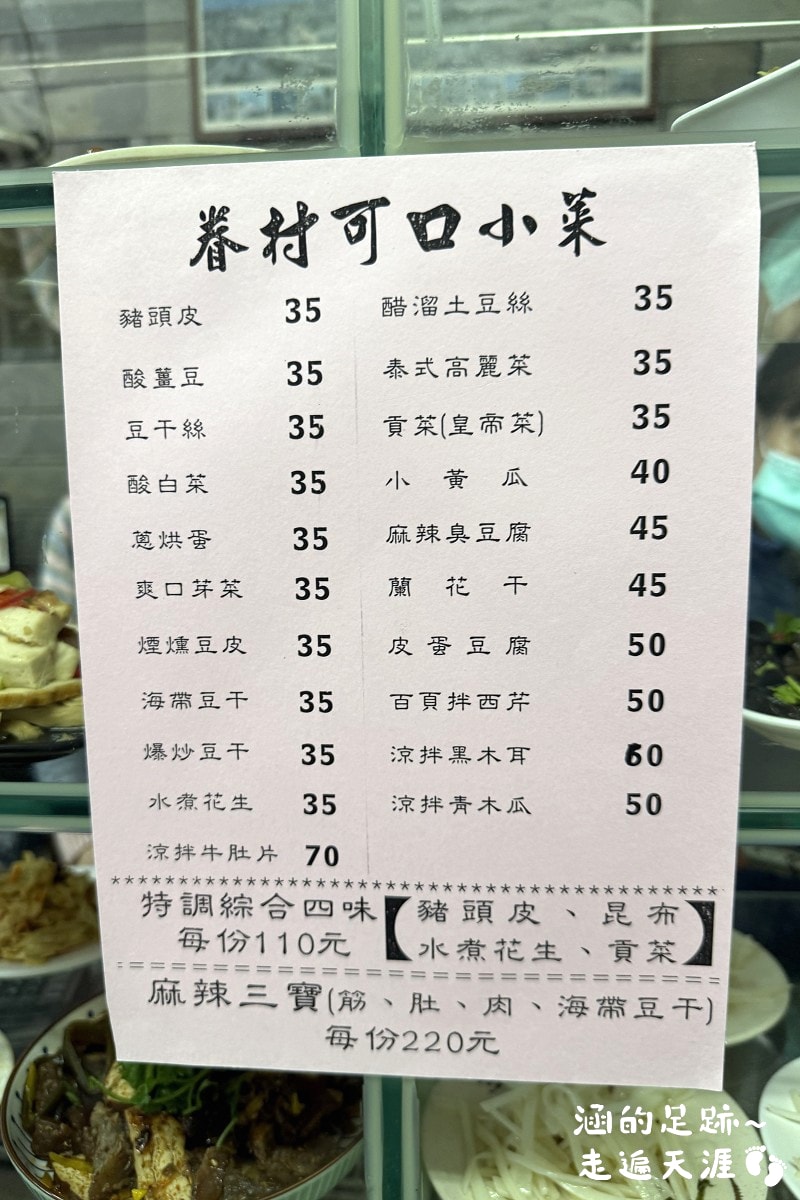 眷村可口小菜
豬頭皮 35 醋溜土豆絲 35
酸薑豆 35 泰式高麗菜 35
豆干絲 35 貢菜(皇帝菜) 35
酸白菜 35 小黃瓜 40
蔥烘蛋 35 麻辣臭豆腐 45
爽口芽菜 35 蘭花干 45
煙燻豆皮 35 皮蛋豆腐 50
海帶豆干 35 百頁拌西芹 50
爆炒豆干 35 涼拌黑木耳 60
水煮花生 35 涼拌青木瓜 50
涼拌牛肚片 70
****************************************
特調綜合四味【豬頭皮、昆布
每份110元 水煮花生、貢菜】
========================================
麻辣三寶(筋、肚、肉、海帶豆干)
每份220元
涵的足跡~
走遍天涯